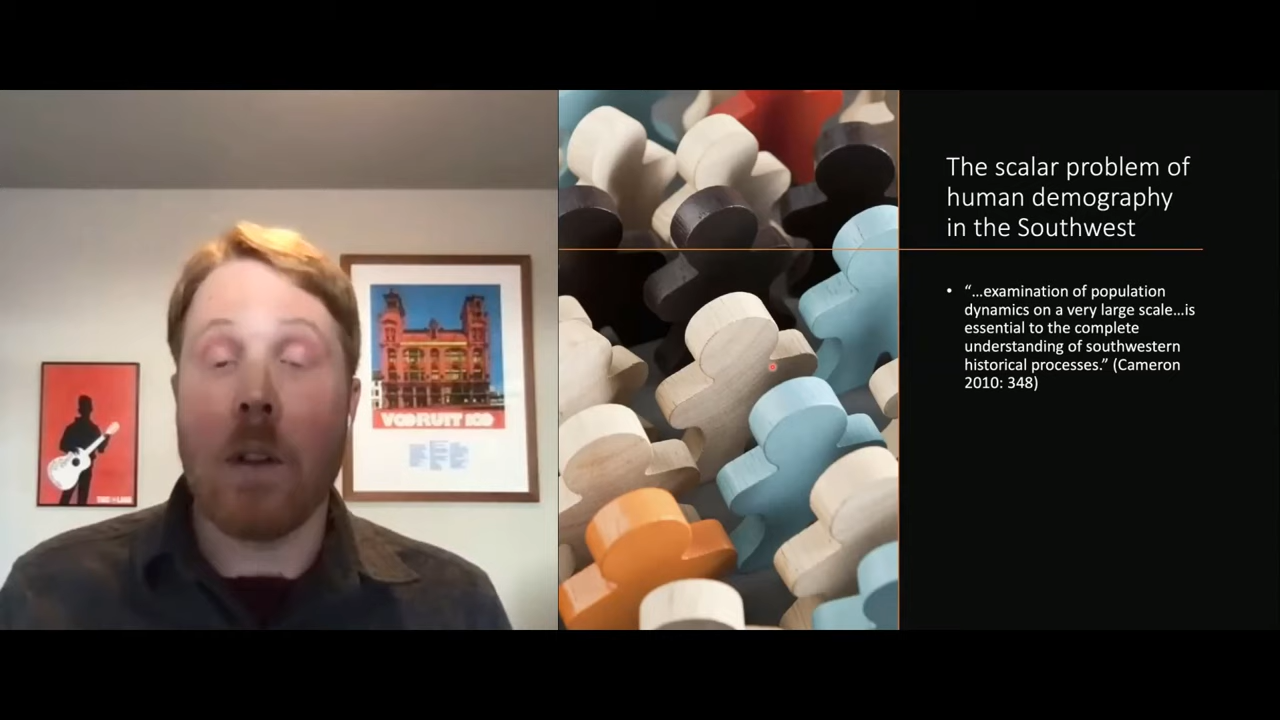 The scalar problem of
human demography
in the Southwest
• “...examination of population
dynamics on a very large scale...is
essential to the complete
understanding of southwestern
historical processes.” (Cameron
2010: 348)